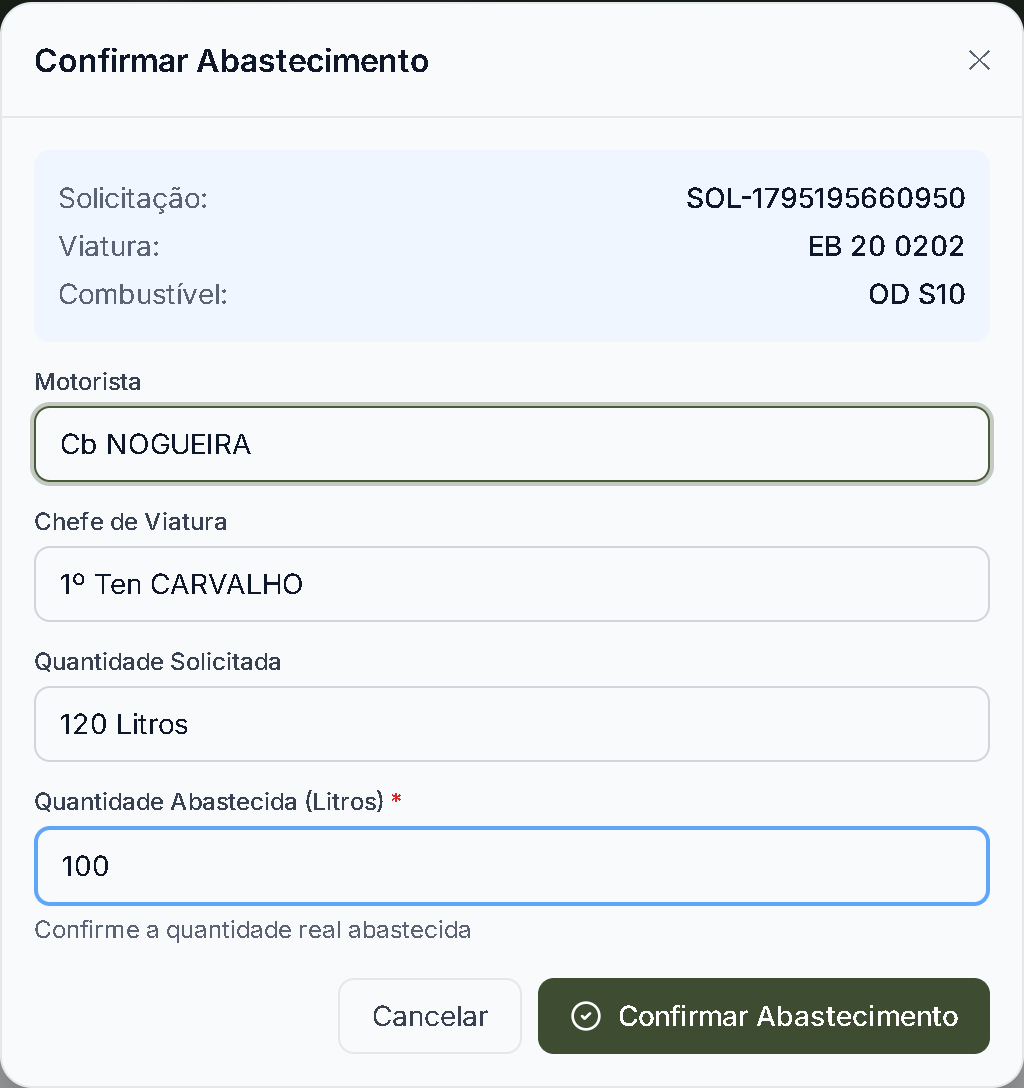 Confirmar Abastecimento
Solicitação: SOL-1795195660950
Viatura: EB 20 0202
Combustível: OD S10
Motorista
Cb NOGUEIRA
Chefe de Viatura
1º Ten CARVALHO
Quantidade Solicitada
120 Litros
Quantidade Abastecida (Litros) *
100
Confirme a quantidade real abastecida
Cancelar Confirmar Abastecimento